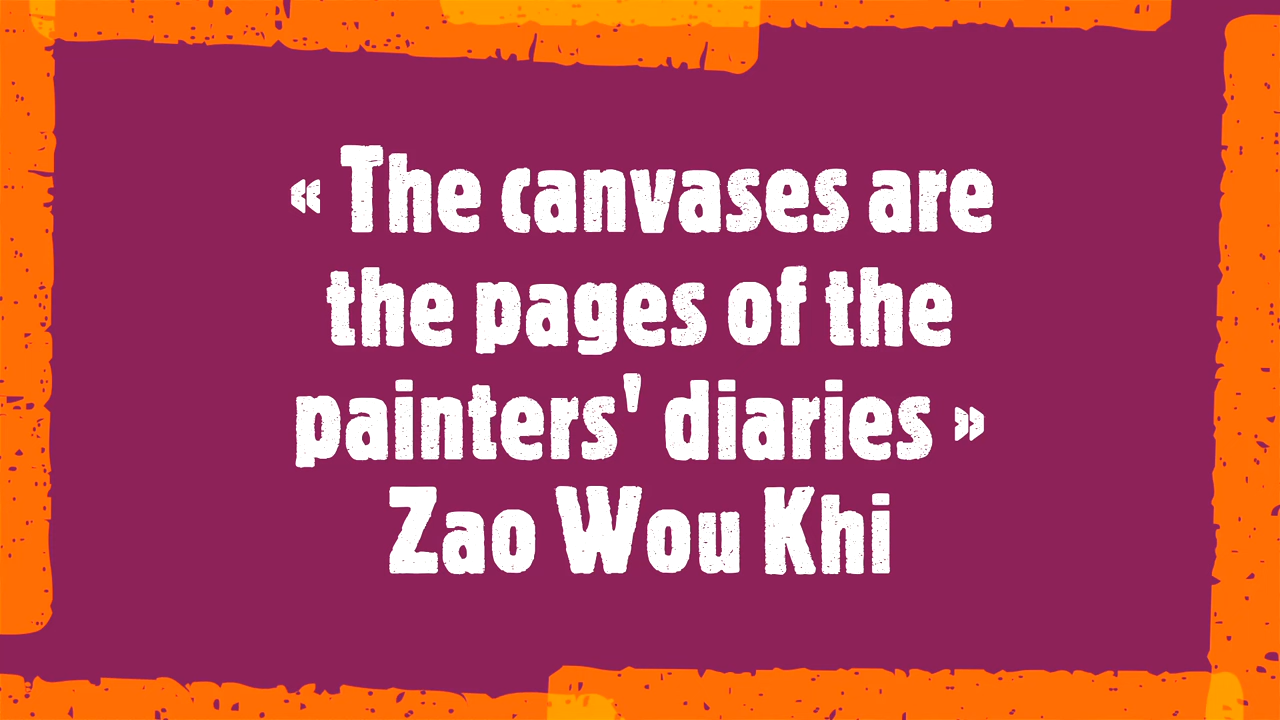 « The canvases are
the pages of the
painters' diaries »
Zao Wou Khi